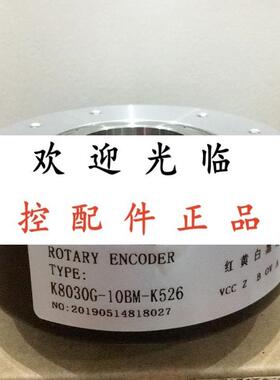 欢迎光临
控配件正品
ROTARY ENCODER
TYPE:
K8030G-10BM-K526
NO:20190514818027
红黄白
VCC Z B OV A